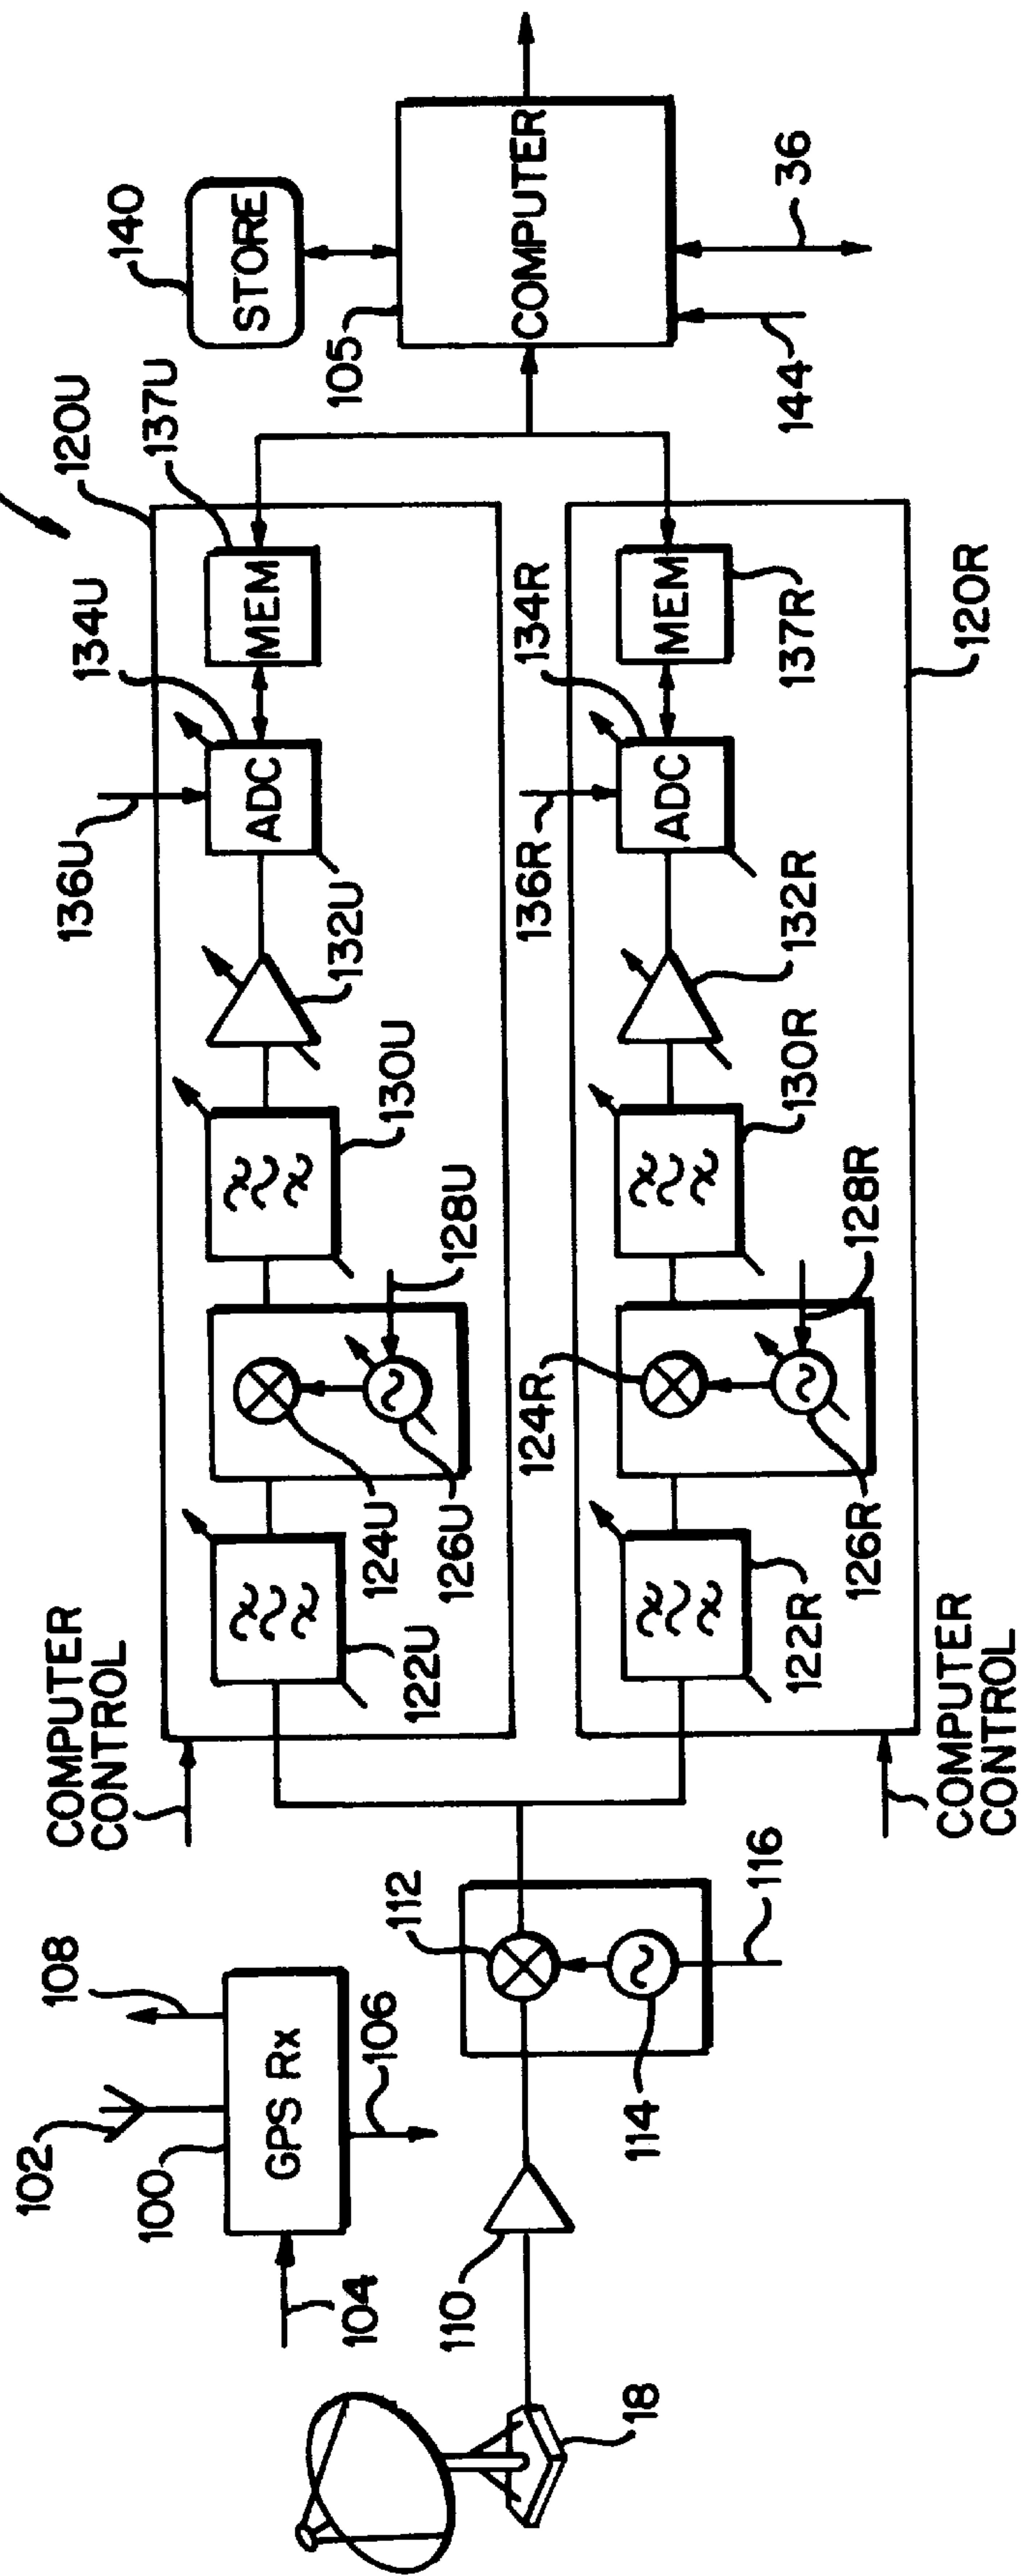 120U
COMPUTER
CONTROL
136U
134U
137U
140
STORE
108
102
100
GPS Rx
104
106
122U
124U
126U
128U
130U
132U
ADC
MEM
105
COMPUTER
144
36
18
110
112
114
116
COMPUTER
CONTROL
122R
124R
126R
128R
130R
132R
136R
134R
ADC
MEM
137R
120R